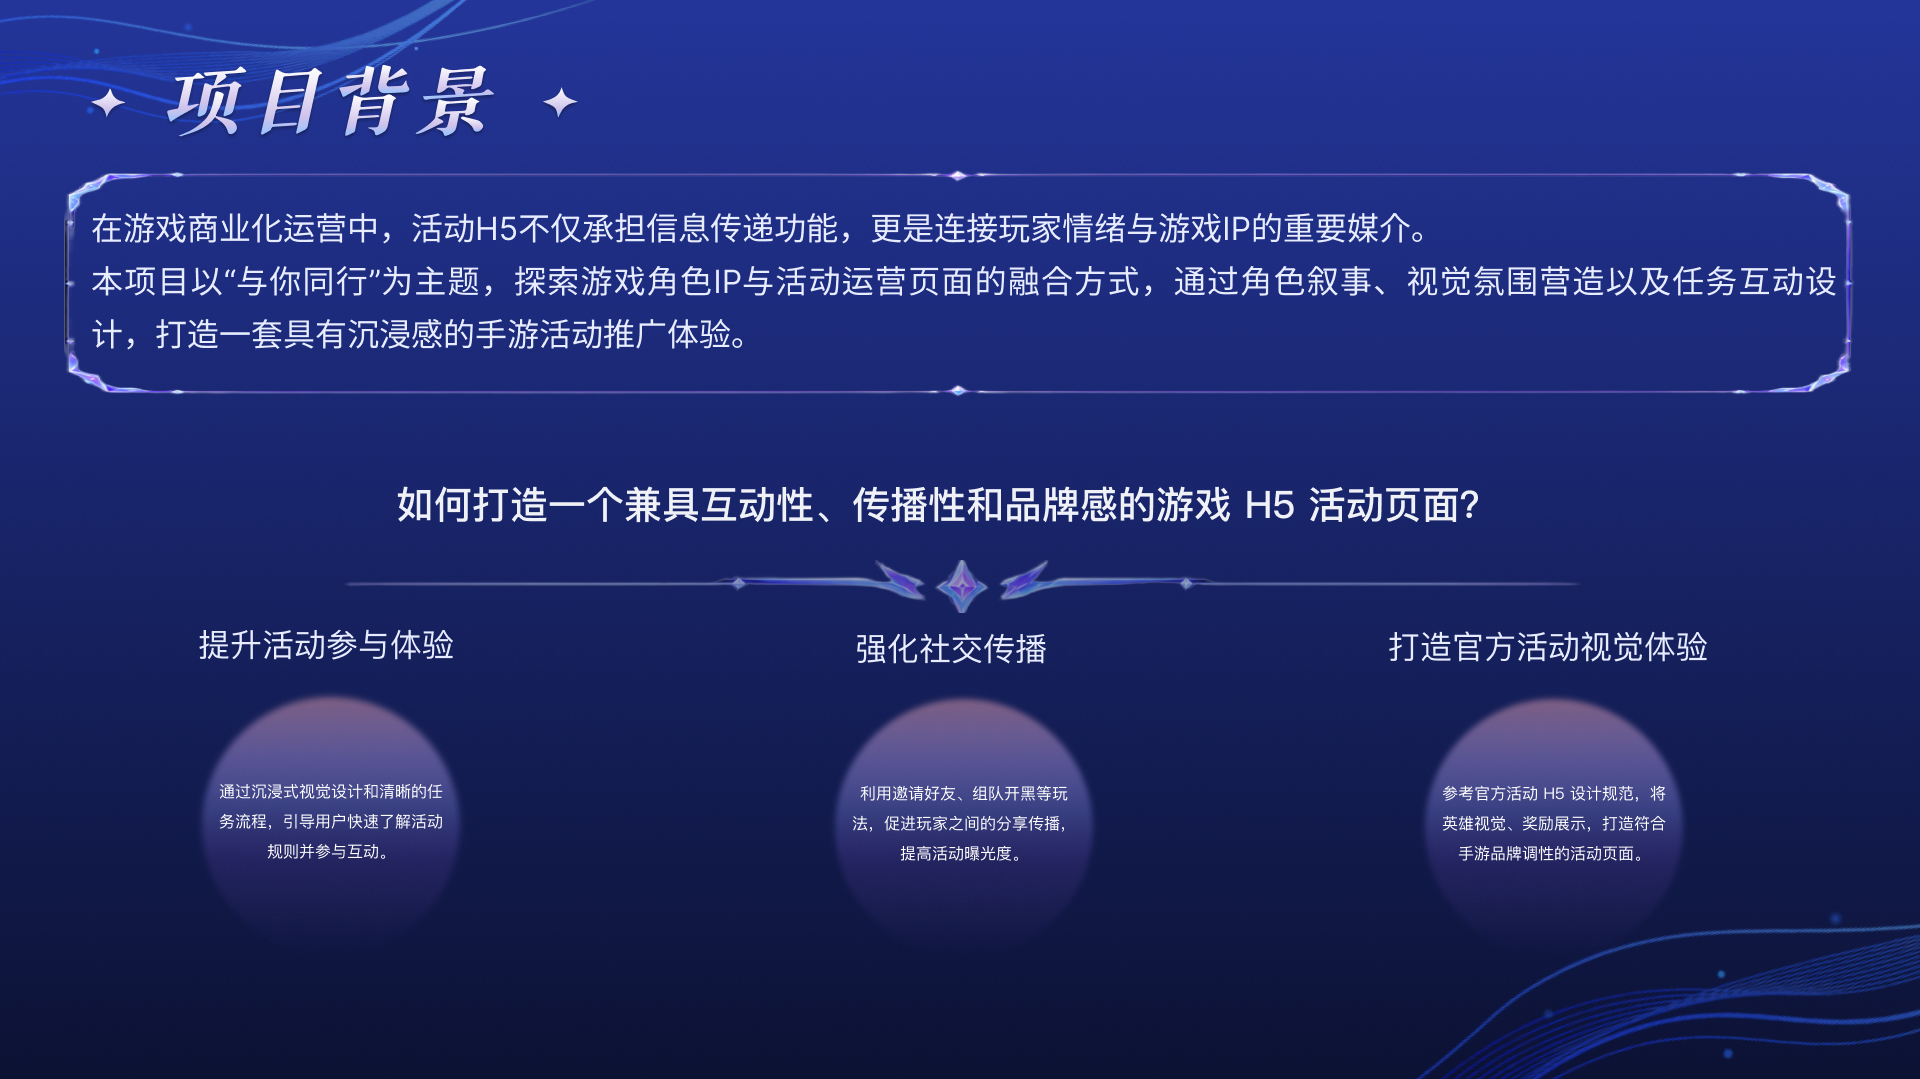 项目背景
在游戏商业化运营中，活动H5不仅承担信息传递功能，更是连接玩家情绪与游戏IP的重要媒介。
本项目以“与你同行”为主题，探索游戏角色IP与活动运营页面的融合方式，通过角色叙事、视觉氛围营造以及任务互动设
计，打造一套具有沉浸感的手游活动推广体验。
如何打造一个兼具互动性、传播性和品牌感的游戏 H5 活动页面?
提升活动参与体验
强化社交传播
打造官方活动视觉体验
通过沉浸式视觉设计和清晰的任
务流程，引导用户快速了解活动
规则并参与互动。
利用邀请好友、组队开黑等玩
法，促进玩家之间的分享传播，
提高活动曝光度。
参考官方活动 H5 设计规范，将
英雄视觉、奖励展示，打造符合
手游品牌调性的活动页面。